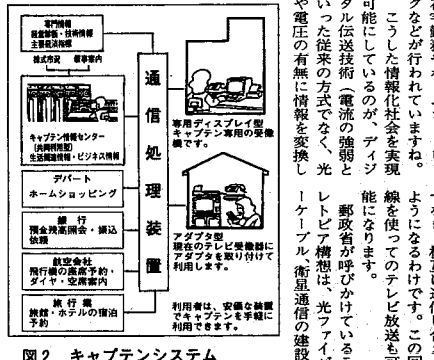 専門情報
経営診断・技術情報
主要経済指標
株式市況 催事案内
キャプテン情報センター
(共同利用型)
生活関連情報・ビジネス情報
デパート
ホームショッピング
銀行
預金残高照会・振込
依頼
航空会社
飛行機の座席予約・
ダイヤ・空席案内
旅行業
旅館・ホテルの宿泊
予約
通信処理装置
専用ディスプレイ型
キャプテン専用の受像
機です。
アダプタ型
現在のテレビ受像機に
アダプタを取り付けて
利用します。
利用者は、安価な装置
でキャプテンを手軽に
利用できます。
図2 キャプテンシステム
グなどが行われていますね。
こうした情報化社会を実現
可能にしているのが、ディジ
タル伝送技術(電流の強弱と
いった従来の方式でなく、光
や電圧の有無に情報を変換し
ようになるわけです。この回
線を使ってのテレビ放送も可
能になります。
郵政省が呼びかけているテ
レトピア構想は、光ファイバ
ーケーブル、衛星通信の建設